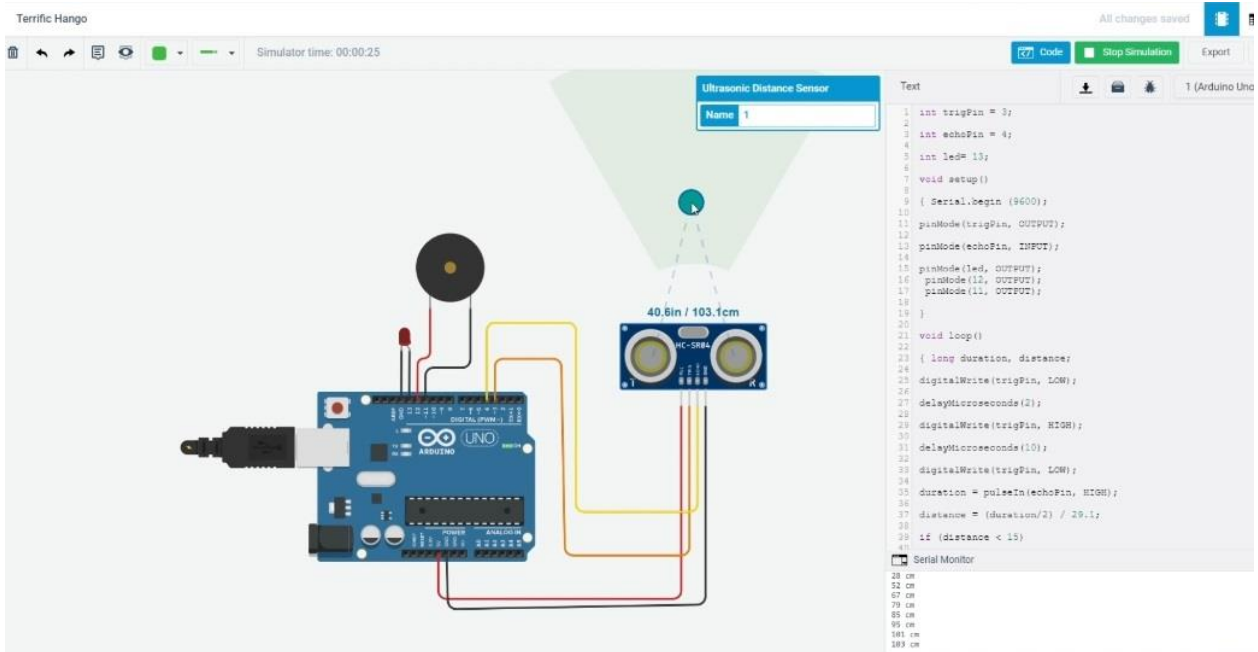 Terrific Hango
All changes saved
Simulator time: 00:00:25
Code
Stop Simulation
Export
Ultrasonic Distance Sensor
Name 1
Text
1 (Arduino Uno
40.6in / 103.1cm
HC-SR04
T
R
AREF
GND
13
12
DIGITAL (PWM~)
UNO
ARDUINO
POWER
ANALOG IN
1 int trigPin = 3;
2
3 int echoPin = 4;
4
5 int led= 13;
6
7 void setup()
8
9 { Serial.begin (9600);
10
11 pinMode(trigPin, OUTPUT);
12
13 pinMode(echoPin, INPUT);
14
15 pinMode(led, OUTPUT);
16 pinMode(12, OUTPUT);
17 pinMode(11, OUTPUT);
18
19 }
20
21 void loop()
22
23 { long duration, distance;
24
25 digitalWrite(trigPin, LOW);
26
27 delayMicroseconds(2);
28
29 digitalWrite(trigPin, HIGH);
30
31 delayMicroseconds(10);
32
33 digitalWrite(trigPin, LOW);
34
35 duration = pulseIn(echoPin, HIGH);
36
37 distance = (duration/2) / 29.1;
38
39 if (distance < 15)
40
Serial Monitor
28 cm
52 cm
67 cm
79 cm
85 cm
95 cm
101 cm
103 cm